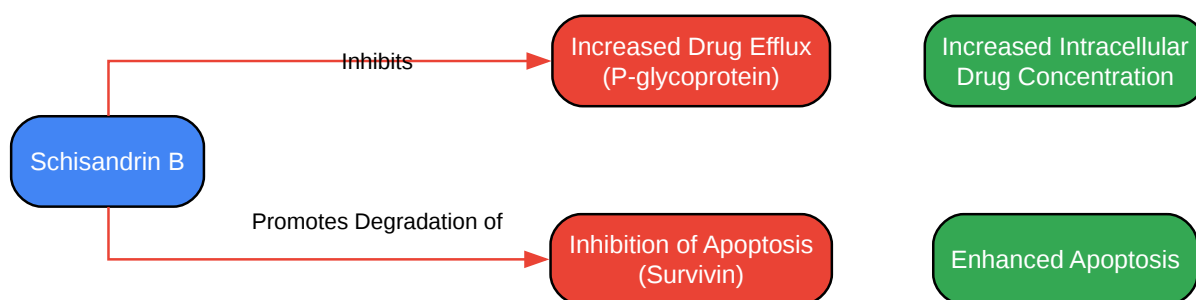 Inhibits
Increased Drug Efflux
(P-glycoprotein)
Increased Intracellular
Drug Concentration
Schisandrin B
Promotes Degradation of
Inhibition of Apoptosis
(Survivin)
Enhanced Apoptosis